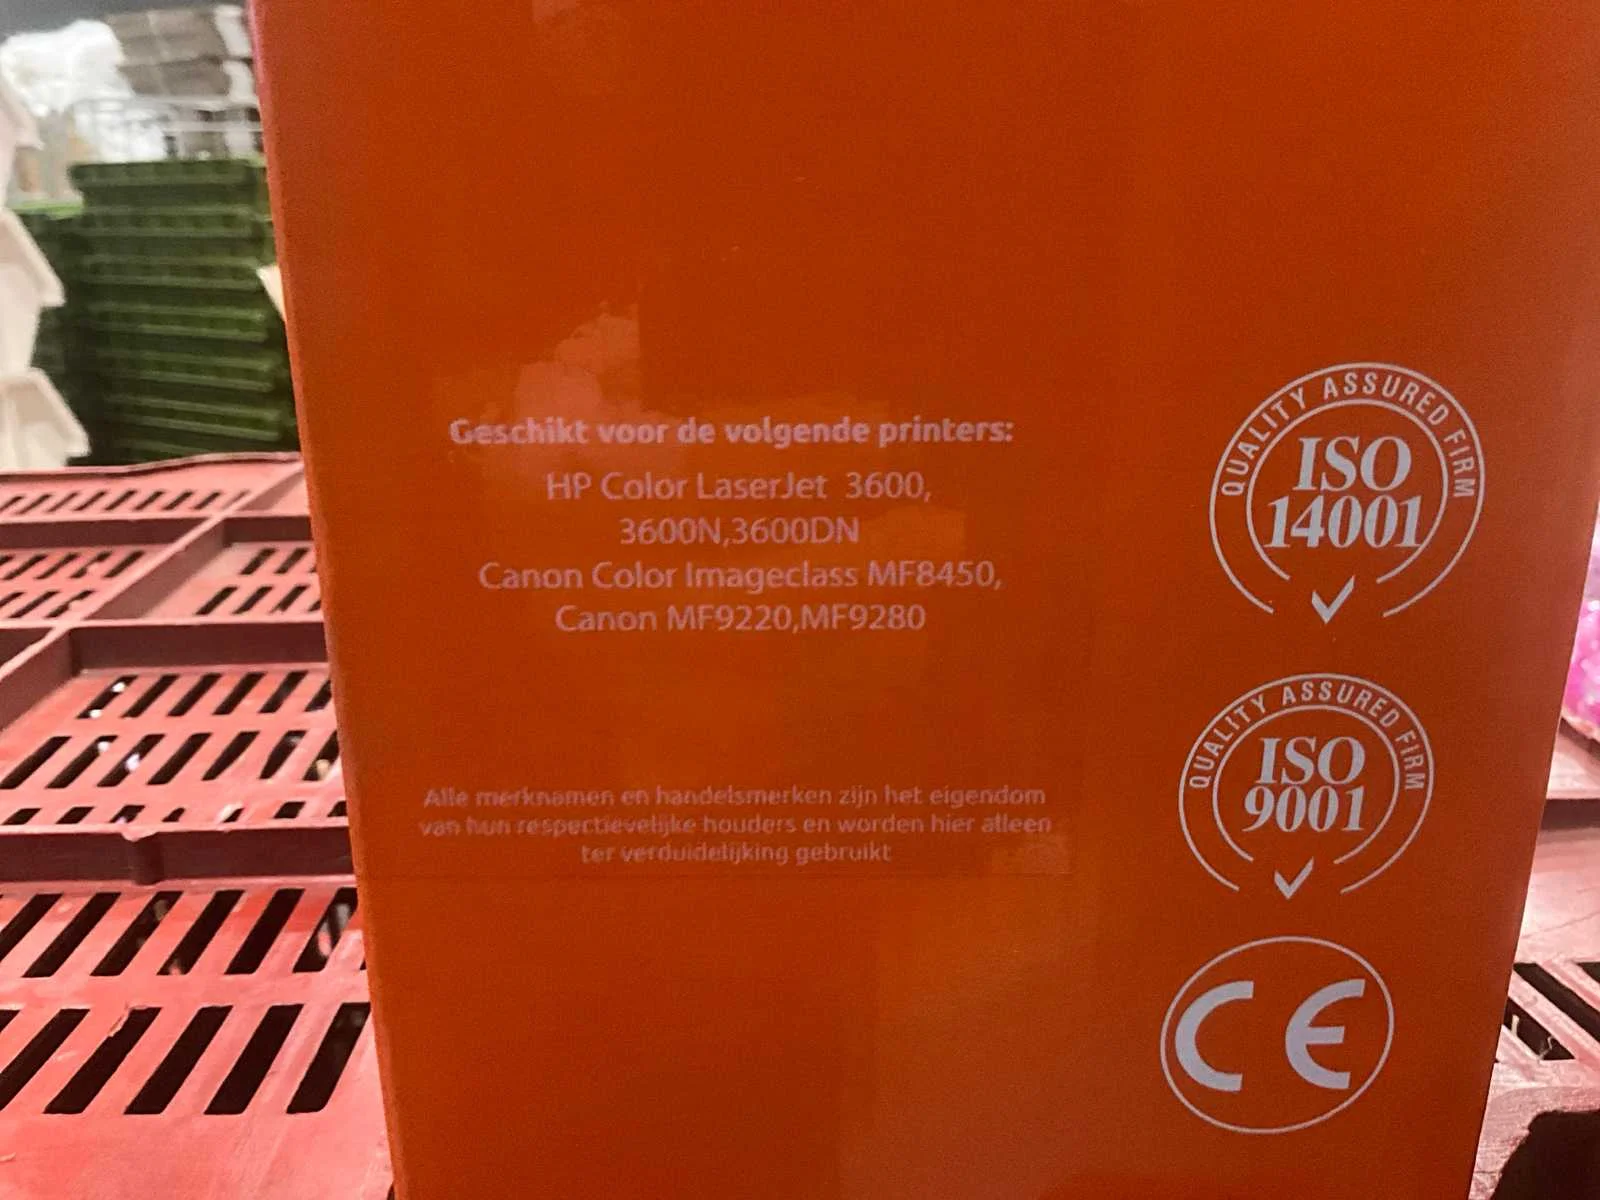 Geschikt voor de volgende printers:
HP Color LaserJet 3600,
3600N,3600DN
Canon Color Imageclass MF8450,
Canon MF9220,MF9280
Alle merknamen en handelsmerken zijn het eigendom
van hun respectievelijke houders en worden hier alleen
ter verduidelijking gebruikt
QUALITY ASSURED FIRM
ISO
14001
QUALITY ASSURED FIRM
ISO
9001
CE